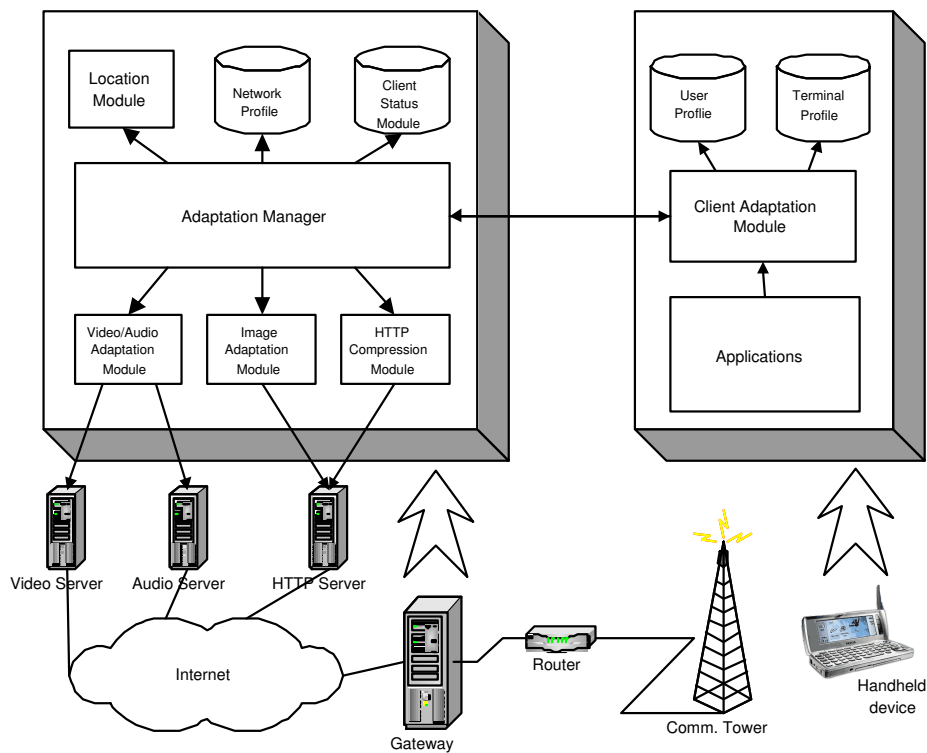 Location
Module
Network
Profile
Client
Status
Module
User
Proflie
Terminal
Profile
Adaptation Manager
Client Adaptation
Module
Video/Audio
Adaptation
Module
Image
Adaptation
Module
HTTP
Compression
Module
Applications
Video Server
Audio Server
HTTP Server
Internet
Gateway
Router
Comm. Tower
Handheld
device